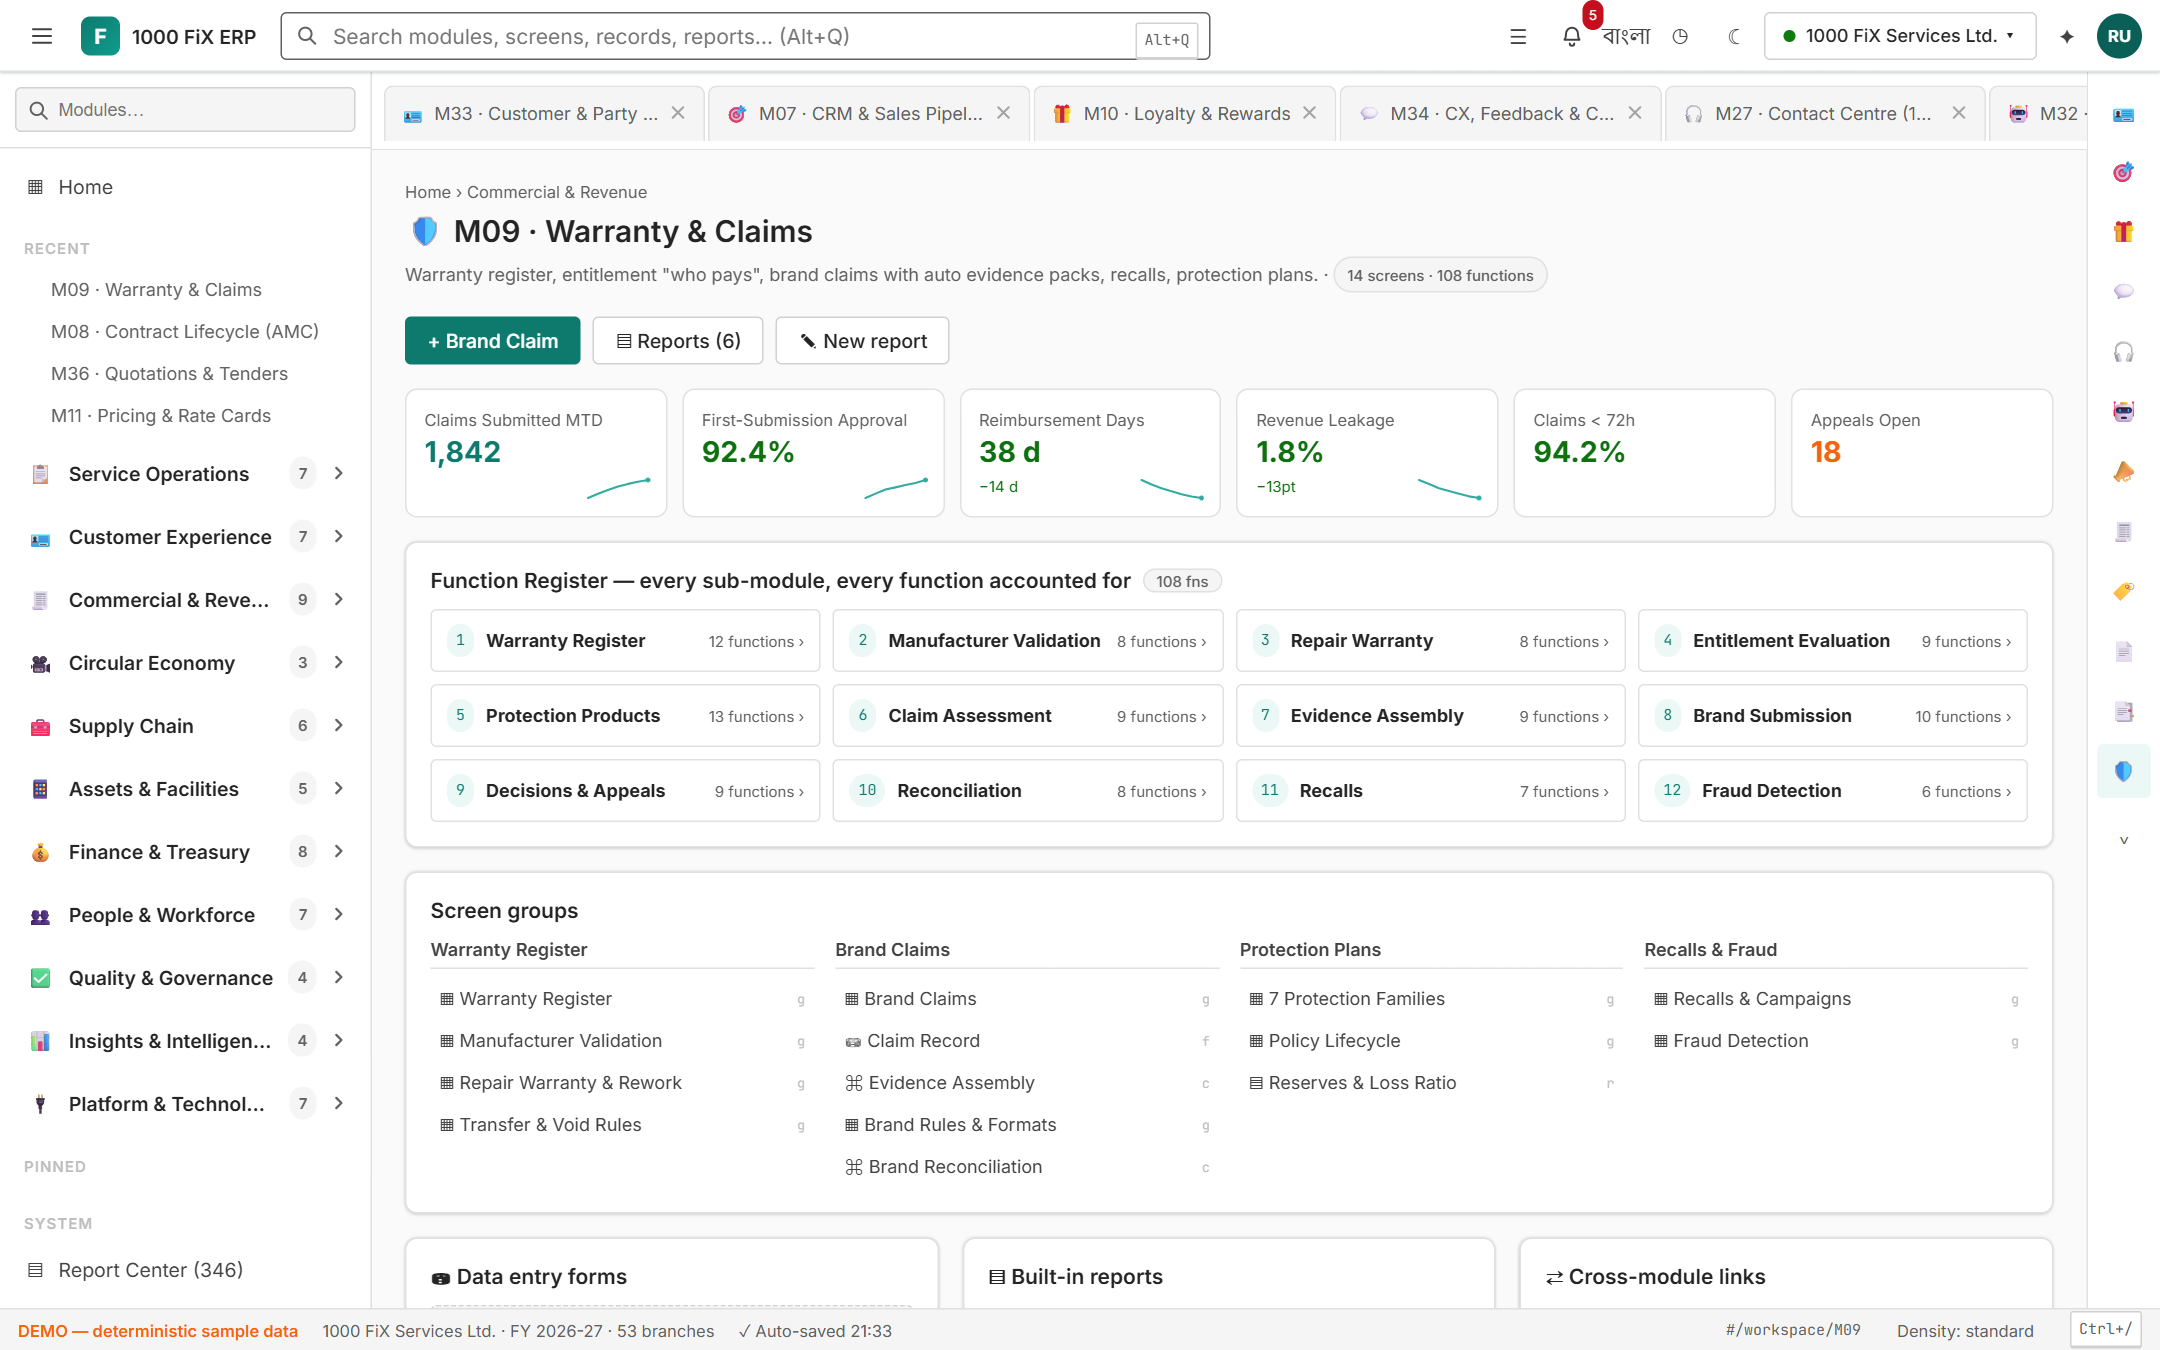 F 1000 FiX ERP
Search modules, screens, records, reports... (Alt+Q) Alt+Q
5
বাংলা
1000 FiX Services Ltd.
RU
Modules...
M33 · Customer & Party ...
M07 · CRM & Sales Pipel...
M10 · Loyalty & Rewards
M34 · CX, Feedback & C...
M27 · Contact Centre (1...
M32 ·
Home
RECENT
M09 · Warranty & Claims
M08 · Contract Lifecycle (AMC)
M36 · Quotations & Tenders
M11 · Pricing & Rate Cards
Service Operations 7
Customer Experience 7
Commercial & Reve... 9
Circular Economy 3
Supply Chain 6
Assets & Facilities 5
Finance & Treasury 8
People & Workforce 7
Quality & Governance 4
Insights & Intelligen... 4
Platform & Technol... 7
PINNED
SYSTEM
Report Center (346)
Home › Commercial & Revenue
M09 · Warranty & Claims
Warranty register, entitlement "who pays", brand claims with auto evidence packs, recalls, protection plans. · 14 screens · 108 functions
+ Brand Claim
Reports (6)
New report
Claims Submitted MTD
1,842
First-Submission Approval
92.4%
Reimbursement Days
38 d
−14 d
Revenue Leakage
1.8%
−13pt
Claims < 72h
94.2%
Appeals Open
18
Function Register — every sub-module, every function accounted for 108 fns
1 Warranty Register 12 functions ›
2 Manufacturer Validation 8 functions ›
3 Repair Warranty 8 functions ›
4 Entitlement Evaluation 9 functions ›
5 Protection Products 13 functions ›
6 Claim Assessment 9 functions ›
7 Evidence Assembly 9 functions ›
8 Brand Submission 10 functions ›
9 Decisions & Appeals 9 functions ›
10 Reconciliation 8 functions ›
11 Recalls 7 functions ›
12 Fraud Detection 6 functions ›
Screen groups
Warranty Register
Warranty Register g
Manufacturer Validation g
Repair Warranty & Rework g
Transfer & Void Rules g
Brand Claims
Brand Claims g
Claim Record f
Evidence Assembly c
Brand Rules & Formats g
Brand Reconciliation c
Protection Plans
7 Protection Families g
Policy Lifecycle g
Reserves & Loss Ratio r
Recalls & Fraud
Recalls & Campaigns g
Fraud Detection g
Data entry forms
Built-in reports
Cross-module links
DEMO — deterministic sample data
1000 FiX Services Ltd. · FY 2026-27 · 53 branches
✓ Auto-saved 21:33
#/workspace/M09
Density: standard
Ctrl+/